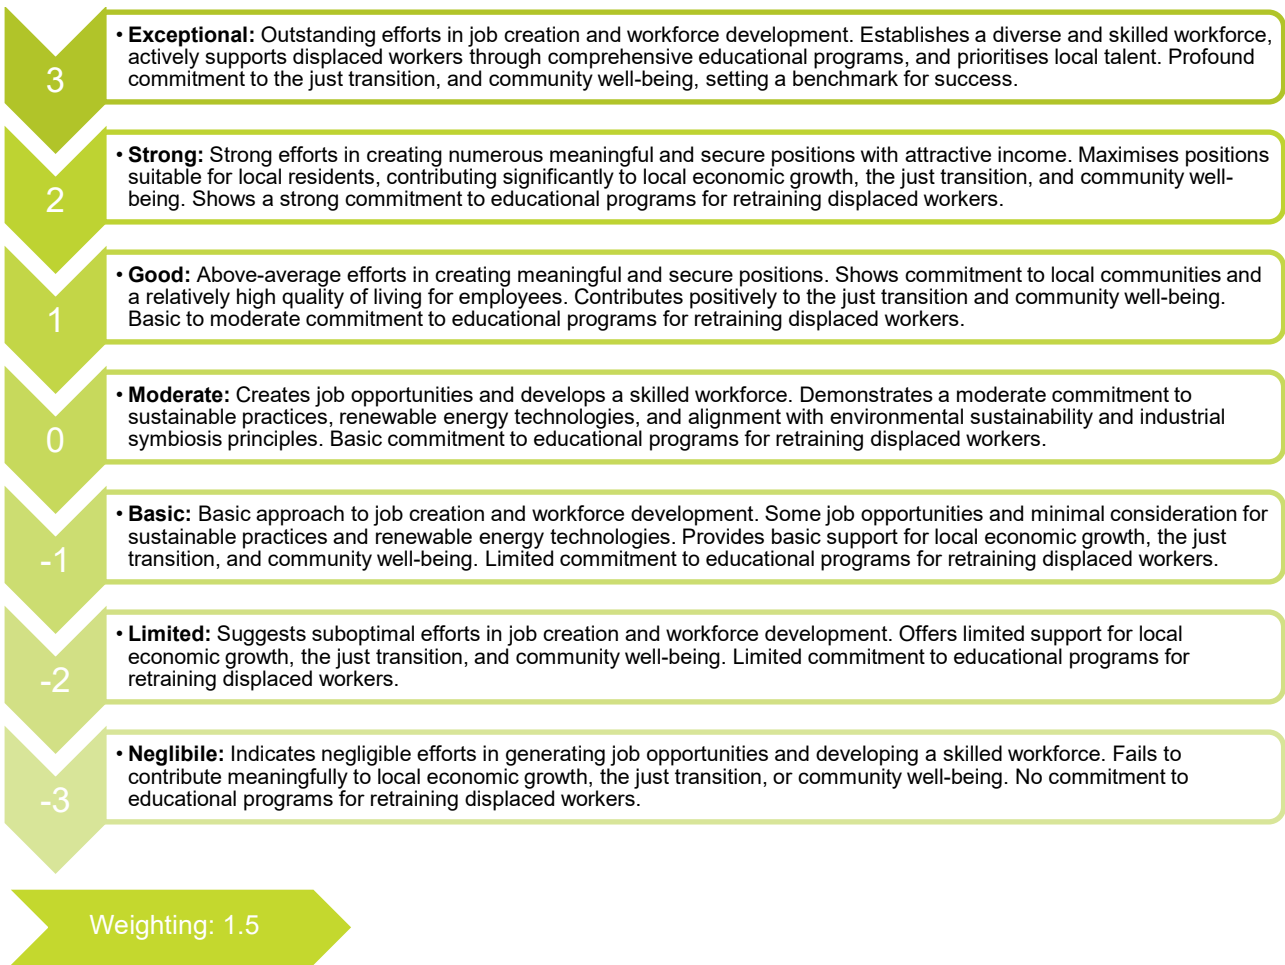 3
• Exceptional: Outstanding efforts in job creation and workforce development. Establishes a diverse and skilled workforce,
actively supports displaced workers through comprehensive educational programs, and prioritises local talent. Profound
commitment to the just transition, and community well-being, setting a benchmark for success.
2
• Strong: Strong efforts in creating numerous meaningful and secure positions with attractive income. Maximises positions
suitable for local residents, contributing significantly to local economic growth, the just transition, and community well-
being. Shows a strong commitment to educational programs for retraining displaced workers.
1
• Good: Above-average efforts in creating meaningful and secure positions. Shows commitment to local communities and
a relatively high quality of living for employees. Contributes positively to the just transition and community well-being.
Basic to moderate commitment to educational programs for retraining displaced workers.
0
• Moderate: Creates job opportunities and develops a skilled workforce. Demonstrates a moderate commitment to
sustainable practices, renewable energy technologies, and alignment with environmental sustainability and industrial
symbiosis principles. Basic commitment to educational programs for retraining displaced workers.
-1
• Basic: Basic approach to job creation and workforce development. Some job opportunities and minimal consideration for
sustainable practices and renewable energy technologies. Provides basic support for local economic growth, the just
transition, and community well-being. Limited commitment to educational programs for retraining displaced workers.
-2
• Limited: Suggests suboptimal efforts in job creation and workforce development. Offers limited support for local
economic growth, the just transition, and community well-being. Limited commitment to educational programs for
retraining displaced workers.
-3
• Neglibile: Indicates negligible efforts in generating job opportunities and developing a skilled workforce. Fails to
contribute meaningfully to local economic growth, the just transition, or community well-being. No commitment to
educational programs for retraining displaced workers.
Weighting: 1.5